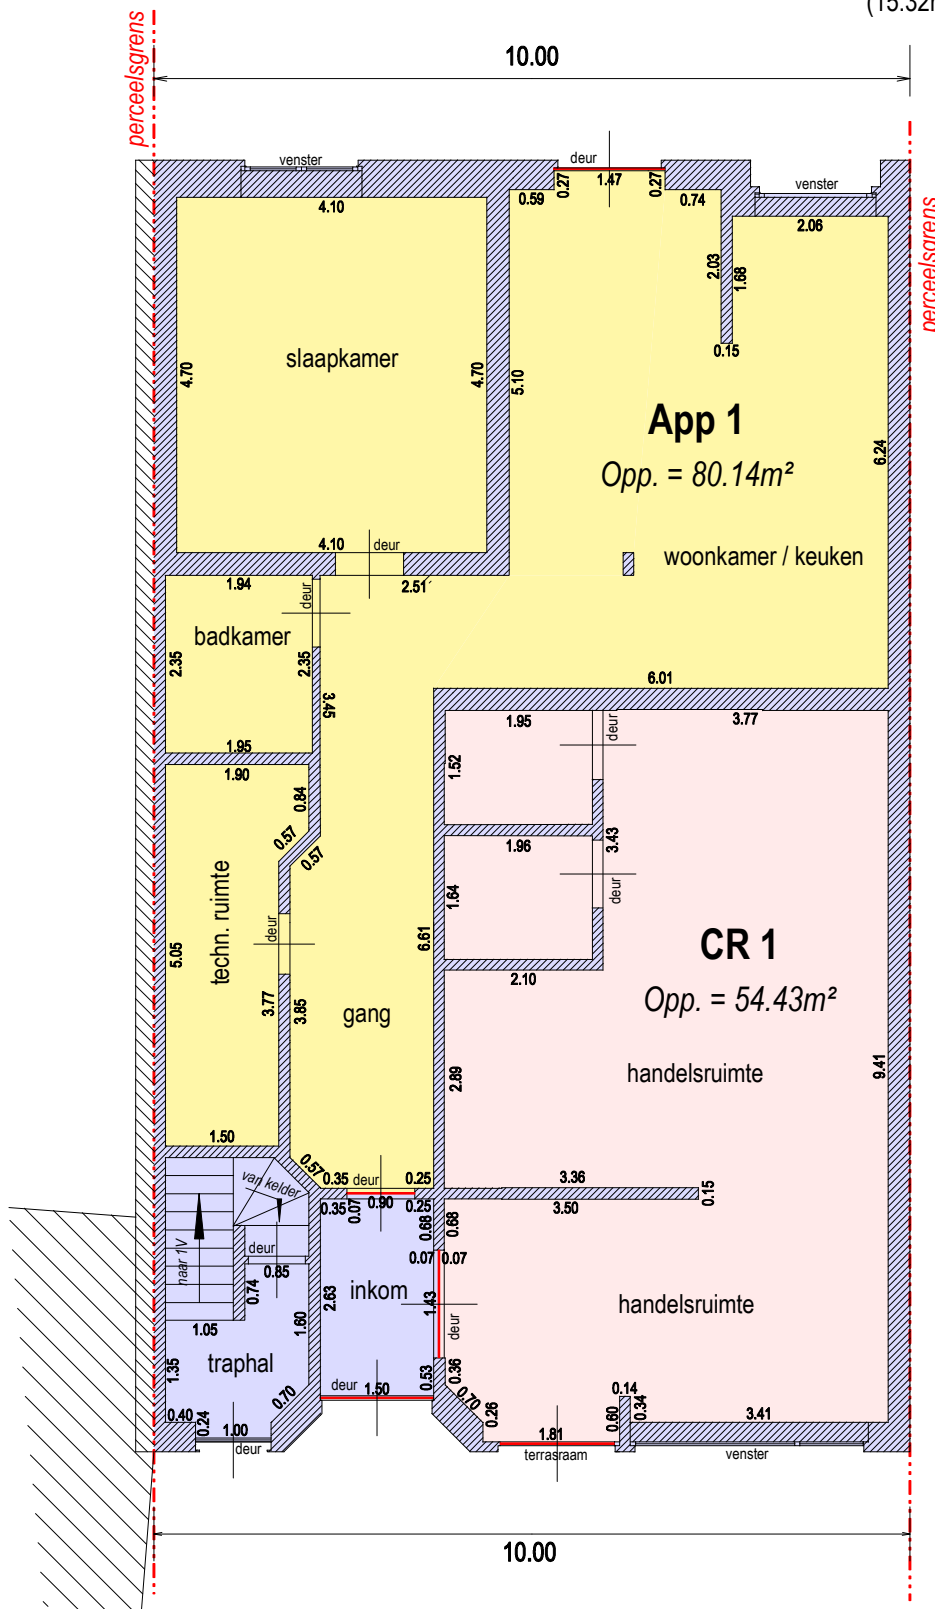 (15.32
perceelsgrens
10.00
venster
deur
venster
perceelsgrens
4.10
0.59
0.27
1.47
0.27
0.74
2.06
2.03
1.68
0.15
slaapkamer
4.70
4.70
5.10
App 1
Opp. = 80.14m²
6.24
4.10
deur
woonkamer / keuken
1.94
2.51
deur
badkamer
2.35
2.35
3.45
6.01
1.95
1.90
1.95
deur
3.77
1.52
0.84
0.57
0.57
1.96
3.43
1.64
deur
techn. ruimte
deur
5.05
6.61
CR 1
2.10
Opp. = 54.43m²
3.77
3.85
gang
2.89
handelsruimte
9.41
1.50
0.57
van kelder
0.35
deur
0.25
3.36
0.15
0.35
0.07
0.90
0.25
3.50
0.68
0.68
naar 1V
deur
0.85
0.07
0.07
0.74
2.63
inkom
1.43
handelsruimte
1.05
1.60
deur
1.35
traphal
0.53
0.36
deur
1.50
0.14
0.40
0.24
0.70
0.70
0.26
0.60
0.34
3.41
1.00
1.81
deur
terrasraam
venster
10.00